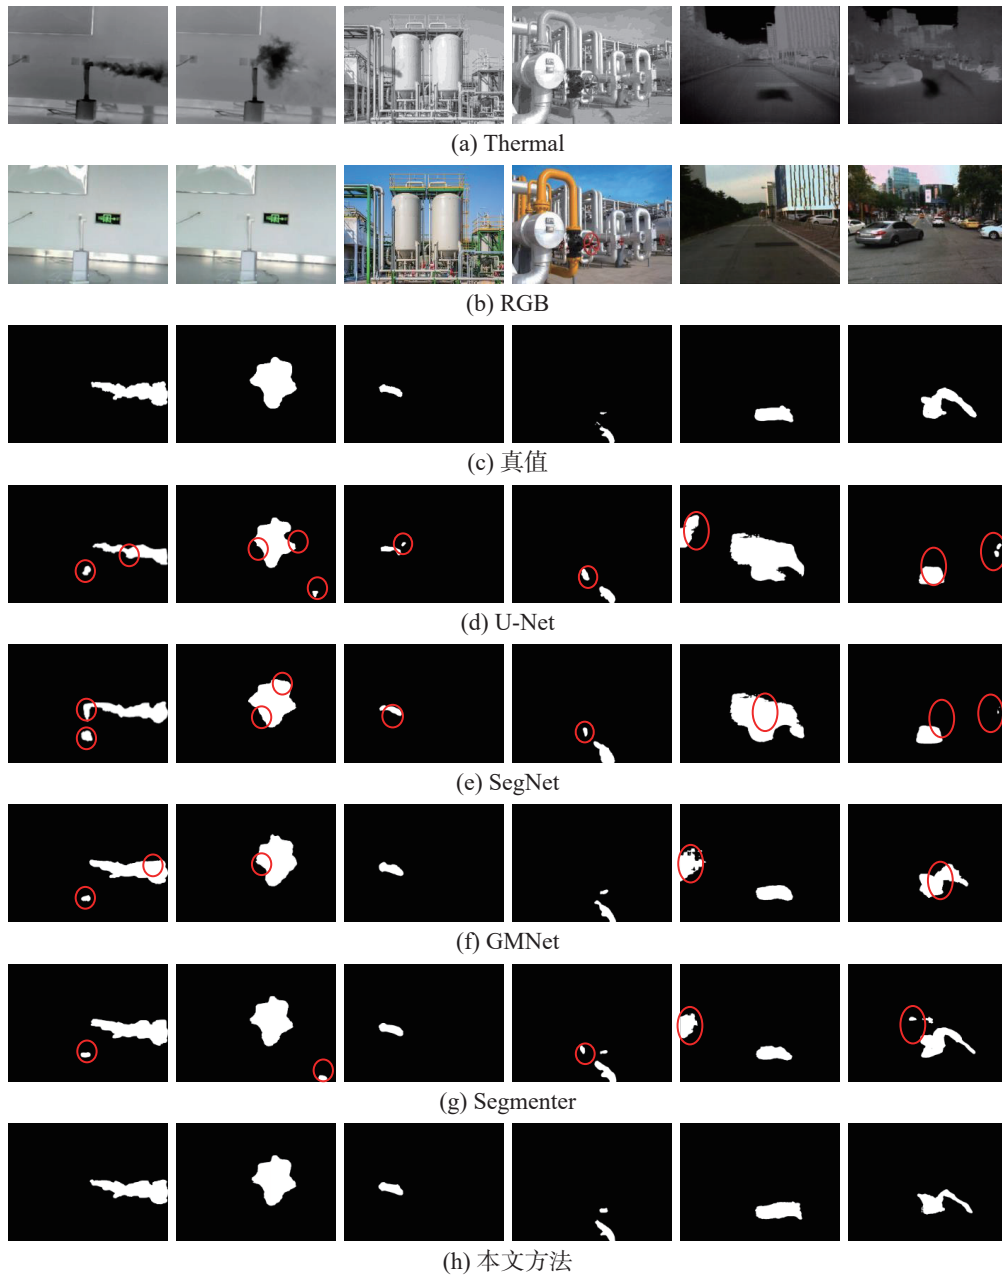 (a) Thermal
(b) RGB
(c) 真值
(d) U-Net
(e) SegNet
(f) GMNet
(g) Segmenter
(h) 本文方法